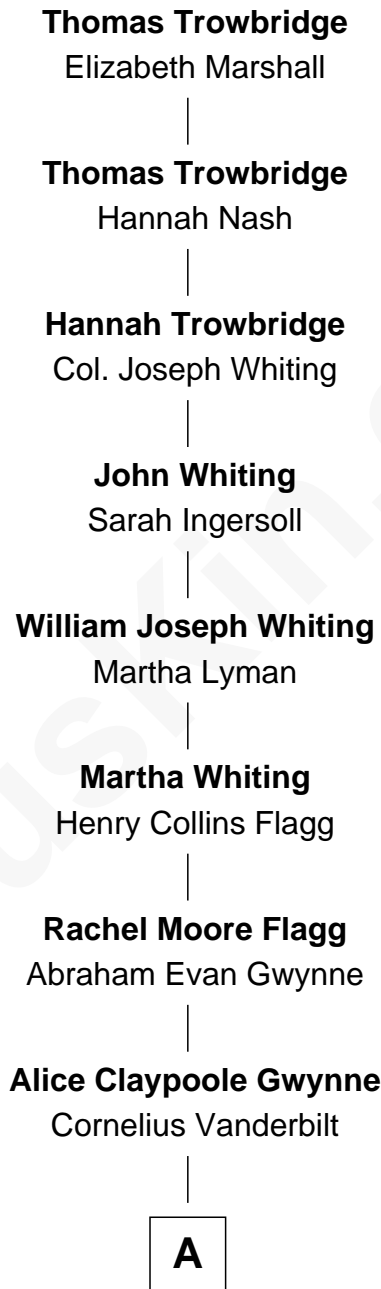 Thomas Trowbridge
Elizabeth Marshall
Thomas Trowbridge
Hannah Nash
Hannah Trowbridge
Col. Joseph Whiting
John Whiting
Sarah Ingersoll
William Joseph Whiting
Martha Lyman
Martha Whiting
Henry Collins Flagg
Rachel Moore Flagg
Abraham Evan Gwynne
Alice Claypoole Gwynne
Cornelius Vanderbilt
A